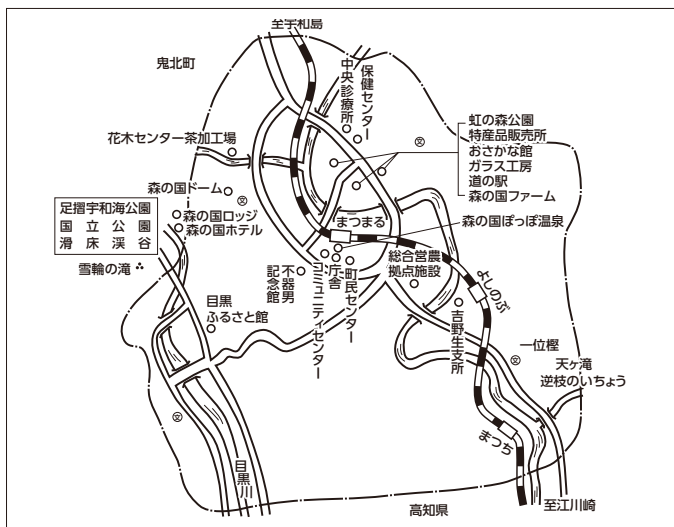 至宇和島
鬼北町
保健センター
中央診療所
虹の森公園
特産品販売所
おさかな館
ガラス工房
道の駅
森の国ファーム
花木センター茶加工場
文
森の国ドーム
文
足摺宇和海公園
国立公園
滑床渓谷
森の国ロッジ
森の国ホテル
まつまる
森の国ぽっぽ温泉
雪輪の滝
総合営農
拠点施設
よしのぶ
不器男
記念館
コミュニティセンター
庁舎
町民センター
目黒
ふるさと館
吉野生支所
一位樫
文
天ヶ滝
逆枝のいちょう
文
まつち
目黒川
高知県
至江川崎